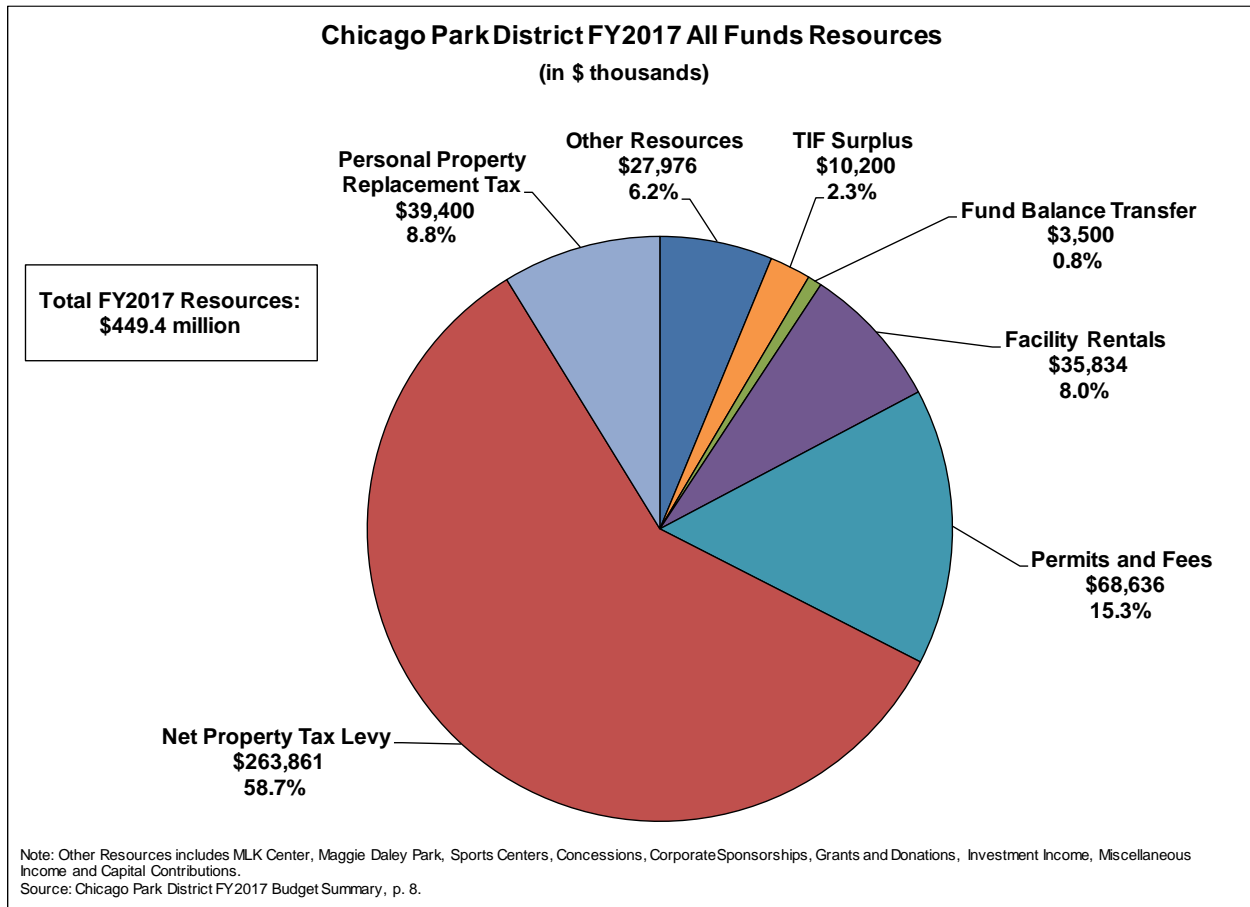 Chicago Park District FY2017 All Funds Resources
(in $ thousands)
Other Resources
$27,976
6.2%
TIF Surplus
$10,200
2.3%
Personal Property
Replacement Tax
$39,400
8.8%
Fund Balance Transfer
$3,500
0.8%
Total FY2017 Resources:
$449.4 million
Facility Rentals
$35,834
8.0%
Permits and Fees
$68,636
15.3%
Net Property Tax Levy
$263,861
58.7%
Note: Other Resources includes MLK Center, Maggie Daley Park, Sports Centers, Concessions, Corporate Sponsorships, Grants and Donations, Investment Income, Miscellaneous
Income and Capital Contributions.
Source: Chicago Park District FY2017 Budget Summary, p. 8.